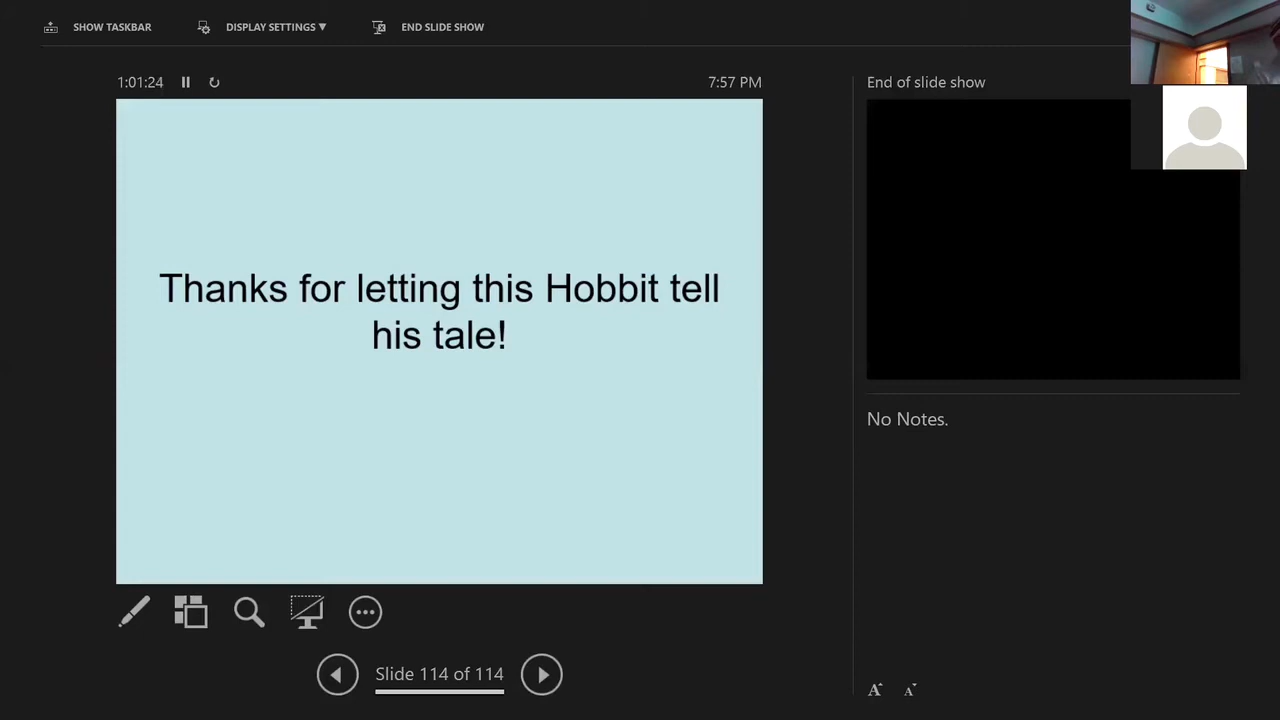 SHOW TASKBAR
DISPLAY SETTINGS ▼
END SLIDE SHOW
1:01:24
7:57 PM
End of slide show
Thanks for letting this Hobbit tell
his tale!
No Notes.
Slide 114 of 114
A
A